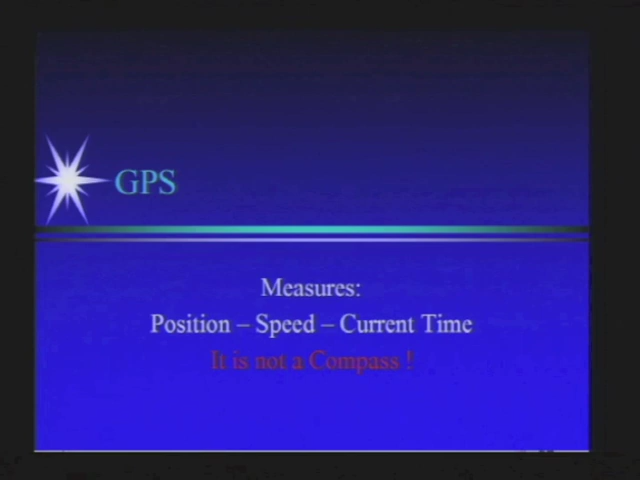 GPS
Measures:
Position – Speed – Current Time
It is not a Compass !